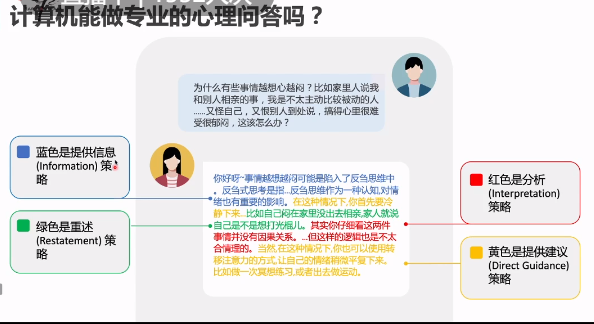 计算机能做专业的心理问答吗？
为什么有些事情越想心越闷？比如家里人说我
和别人相亲的事，我是不太主动比较被动的人
……又怪自己，又恨别人到处说，搞得心里很难
受很郁闷，这该怎么办？
蓝色是提供信息
(Information) 策
略
绿色是重述
(Restatement) 策
略
你好呀~事情越想越闷可能是陷入了反刍思维中
。反刍式思考是指...反刍思维作为一种认知,对情
绪也有重要的影响。在这种情况下,你首先要冷
静下来...比如自己闷在家里没出去相亲,家人就说
自己是不是想打光棍儿。其实你仔细看这两件
事情并没有因果关系。...但这样的逻辑也是不太
合情理的。当然,在这种情况下,你也可以使用转
移注意力的方式,让自己的情绪稍微平复下来。
比如做一次冥想练习,或者出去做运动。
红色是分析
(Interpretation)
策略
黄色是提供建议
(Direct Guidance)
策略